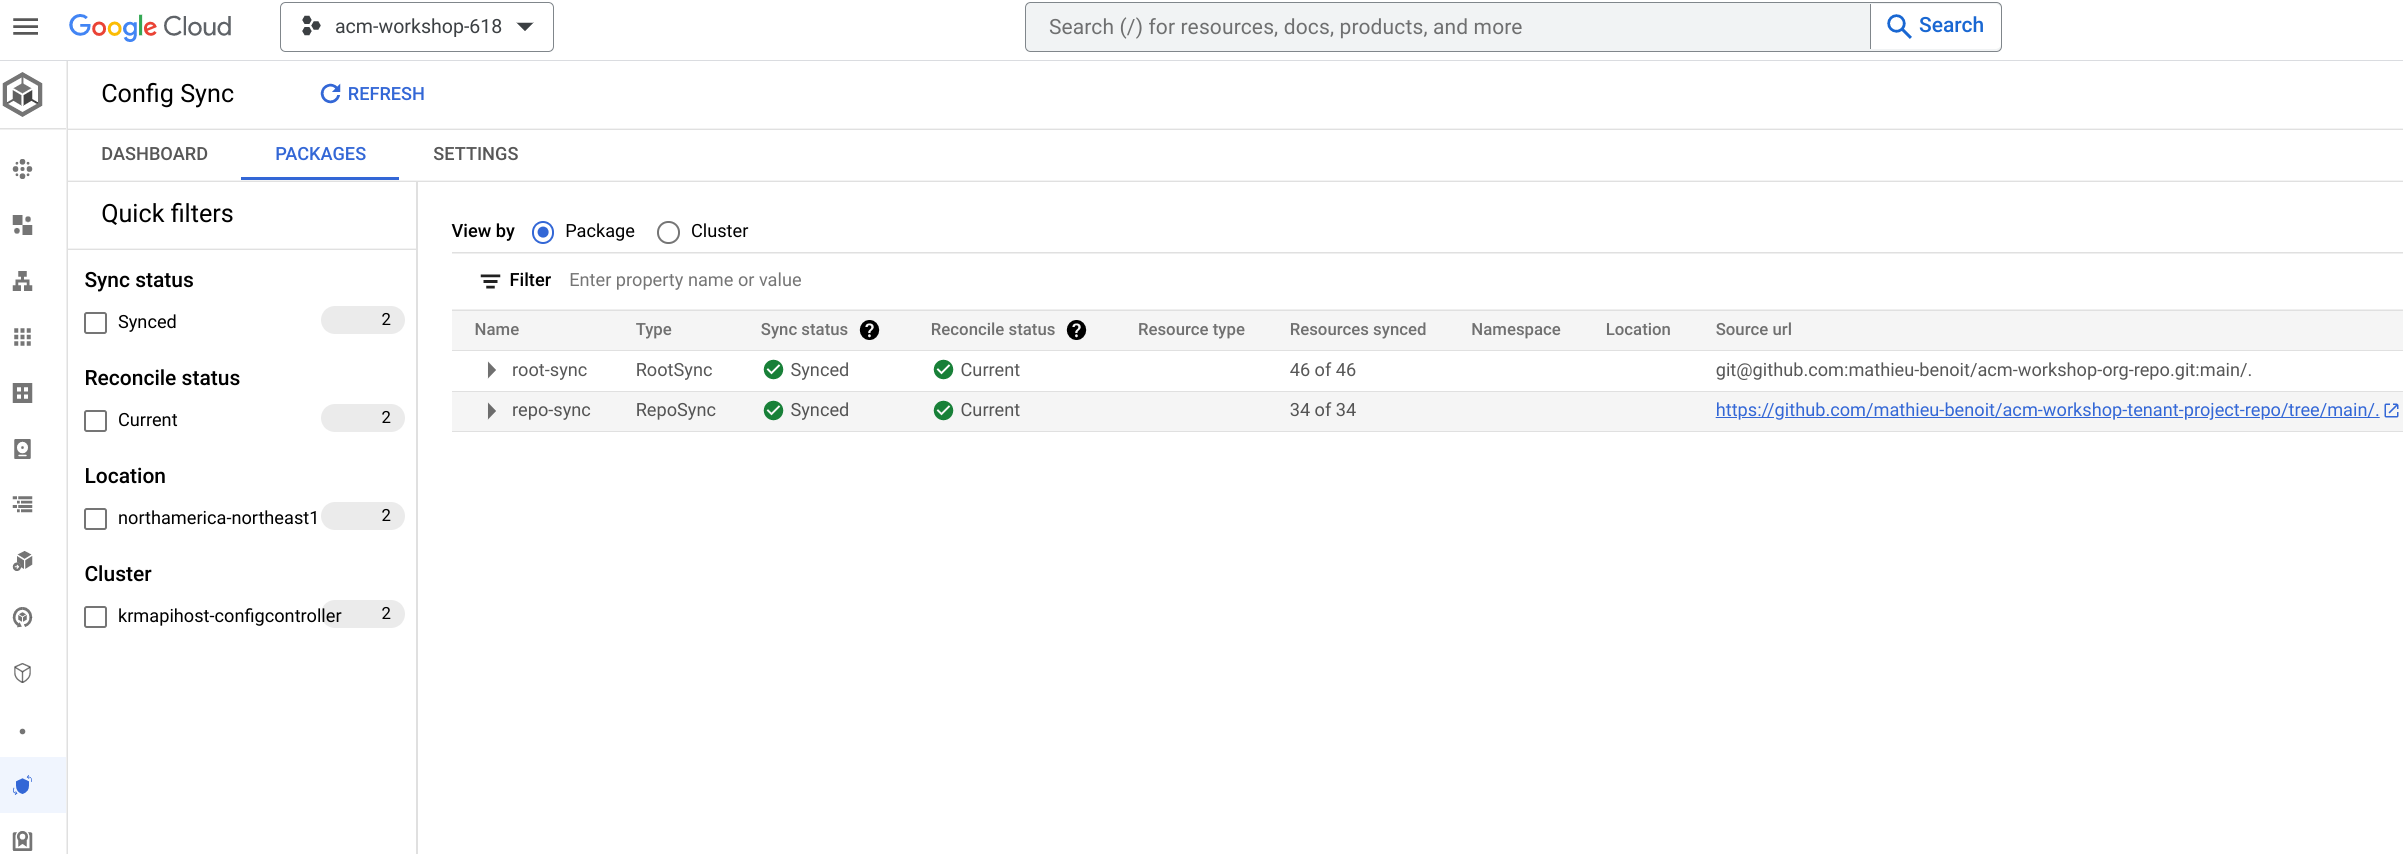 Google Cloud acm-workshop-618 Search (/) for resources, docs, products, and more Search
Config Sync REFRESH
DASHBOARD PACKAGES SETTINGS
Quick filters
Sync status
Synced 2
Reconcile status
Current 2
Location
northamerica-northeast1 2
Cluster
krmapihost-configcontroller 2
View by Package Cluster
Filter Enter property name or value
Name Type Sync status ? Reconcile status ? Resource type Resources synced Namespace Location Source url
root-sync RootSync Synced Current 46 of 46 git@github.com:mathieu-benoit/acm-workshop-org-repo.git:main/.
repo-sync RepoSync Synced Current 34 of 34 https://github.com/mathieu-benoit/acm-workshop-tenant-project-repo/tree/main/.